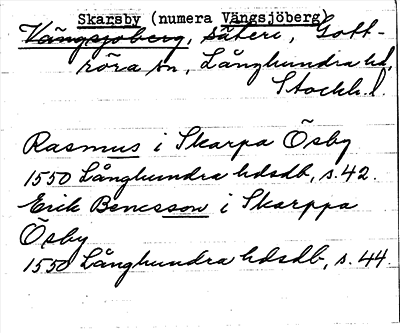 Skarsby (numera Vängsjöberg)
Vängsjöberg, säteri, Gott-
röra sn, Långhundra hd,
Stockh. l.
Rasmus i Skarpa Ösby
1550 Långhundra hdsdb, s. 42.
Erik Bencsson i Skarppa
Ösby
1550 Långhundra hdsdb, s. 44.